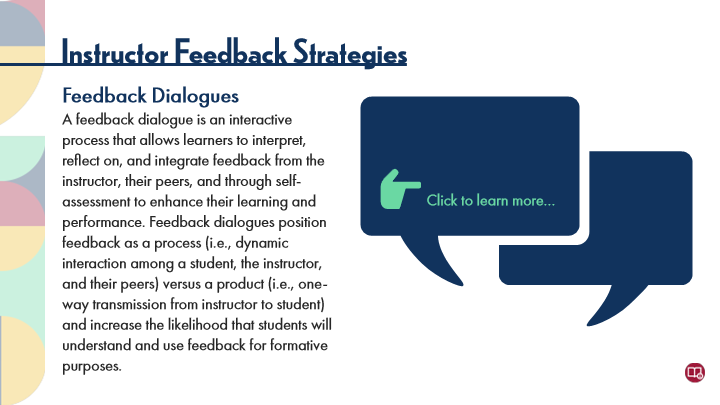 Instructor Feedback Strategies
Feedback Dialogues
A feedback dialogue is an interactive
process that allows learners to interpret,
reflect on, and integrate feedback from the
instructor, their peers, and through self-
assessment to enhance their learning and
performance. Feedback dialogues position
feedback as a process (i.e., dynamic
interaction among a student, the instructor,
and their peers) versus a product (i.e., one-
way transmission from instructor to student)
and increase the likelihood that students will
understand and use feedback for formative
purposes.
Click to learn more...